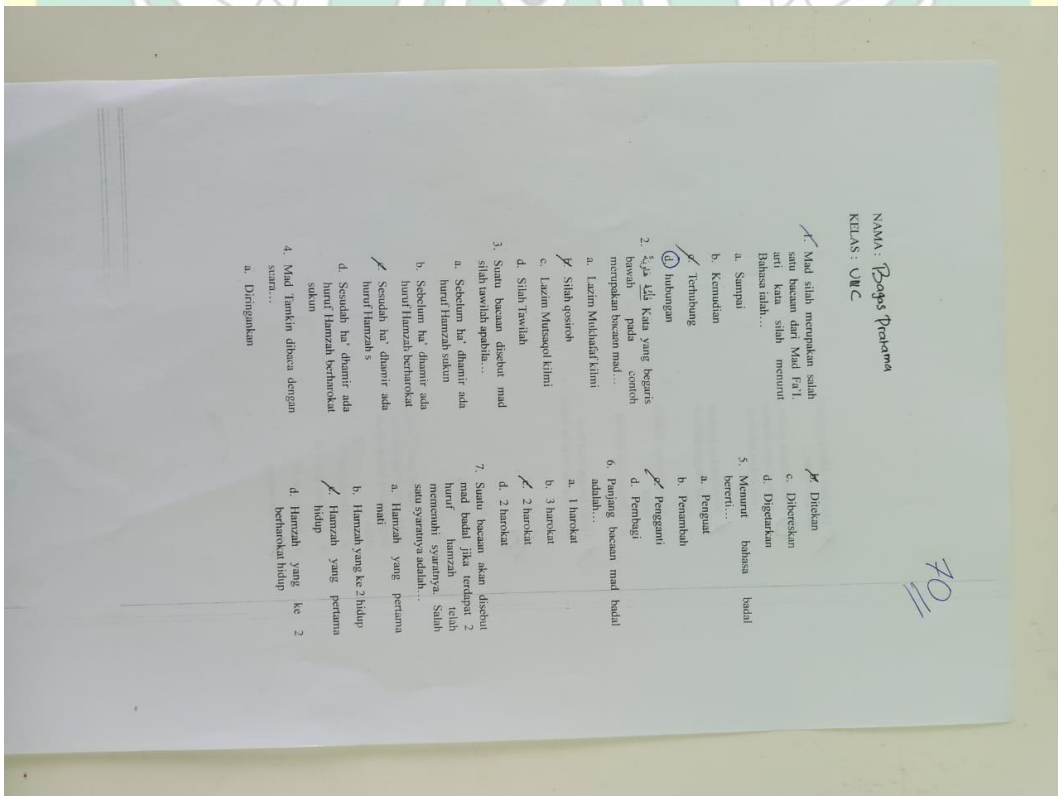 70
NAMA : Bagas Pratama
KELAS : VIII C
1. Mad silah merupakan salah
satu bacaan dari Mad Fa'I.
arti kata silah menurut
Bahasa ialah…
a. Sampai
b. Kemudian
c. Terhubung
d. hubungan
2. Kata yang begaris
bawah pada contoh
merupakan bacaan mad…
a. Lazim Mukhafaf kilmi
b. Silah qosiroh
c. Lazim Mutsaqol kilmi
d. Silah Tawilah
3. Suatu bacaan disebut mad
silah tawilah apabila…
a. Sebelum ha' dhamir ada
huruf Hamzah sukun
b. Sebelum ha' dhamir ada
huruf Hamzah berharokat
c. Sesudah ha' dhamir ada
huruf Hamzah s
d. Sesudah ha' dhamir ada
huruf Hamzah berharokat
sukun
4. Mad Tamkin dibaca dengan
suara…
a. Diringankan
b. Ditekan
c. Dibereskan
d. Digetarkan
5. Menurut bahasa badal
bererti…
a. Penguat
b. Penambah
c. Pengganti
d. Pembagi
6. Panjang bacaan mad badal
adalah…
a. 1 harokat
b. 3 harokat
c. 2 harokat
d. 2 harokat
7. Suatu bacaan akan disebut
mad badal jika terdapat 2
huruf hamzah telah
memenuhi syaratnya. Salah
satu syaratnya adalah…
a. Hamzah yang pertama
mati
b. Hamzah yang ke 2 hidup
c. Hamzah yang pertama
hidup
d. Hamzah yang ke 2
berharokat hidup